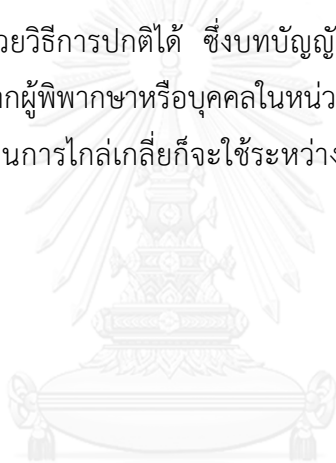 วยวิธีการปกติได้ ซึ่งบทบัญญั
ากผู้พิพากษาหรือบุคคลในหน่ว
นการไกล่เกลี่ยก็จะใช้ระหว่าง